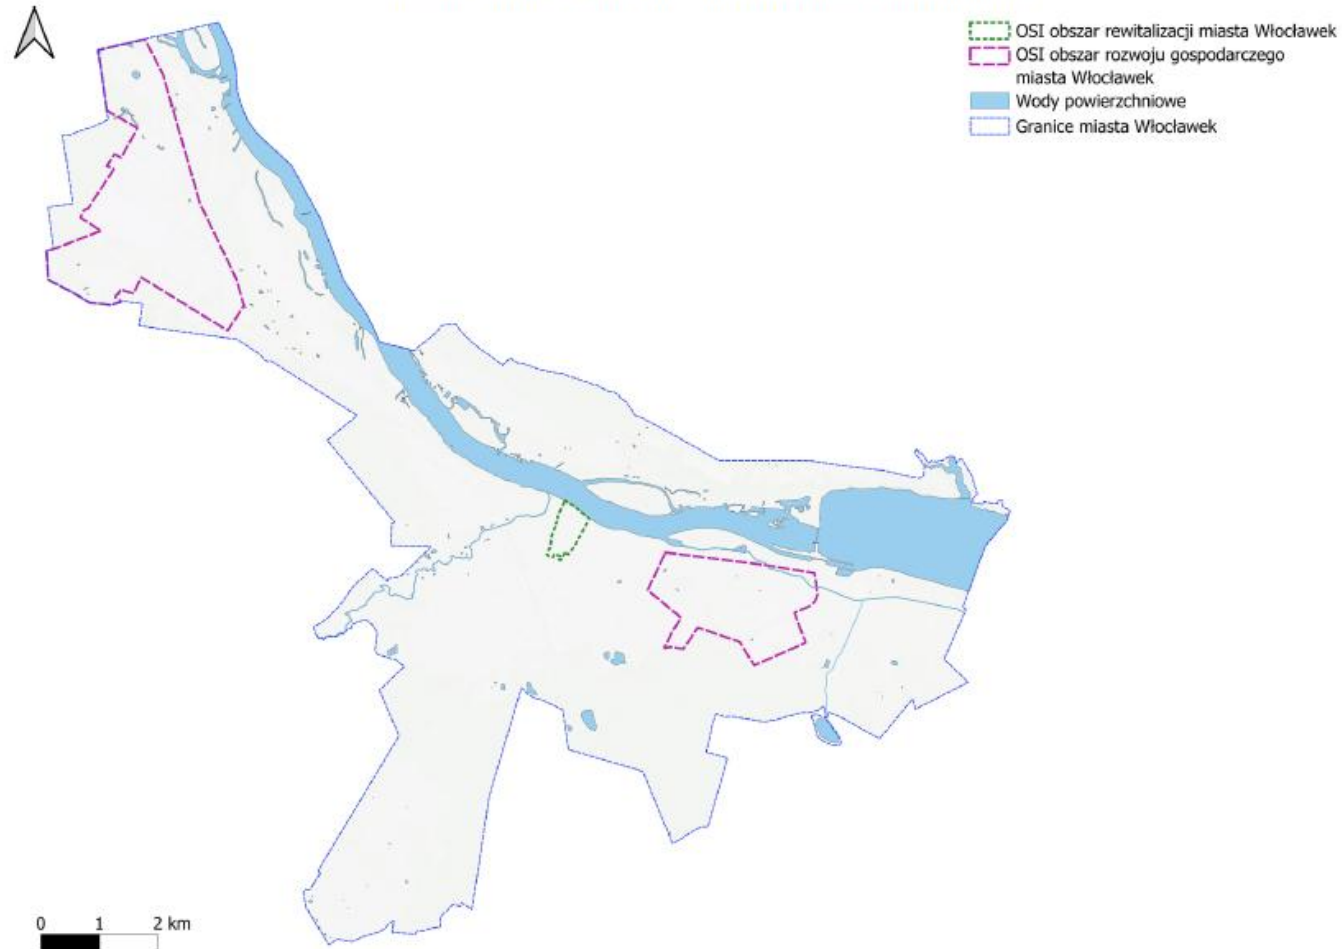 OSI obszar rewitalizacji miasta Włocławek
OSI obszar rozwoju gospodarczego
miasta Włocławek
Wody powierzchniowe
Granice miasta Włocławek
0 1 2 km